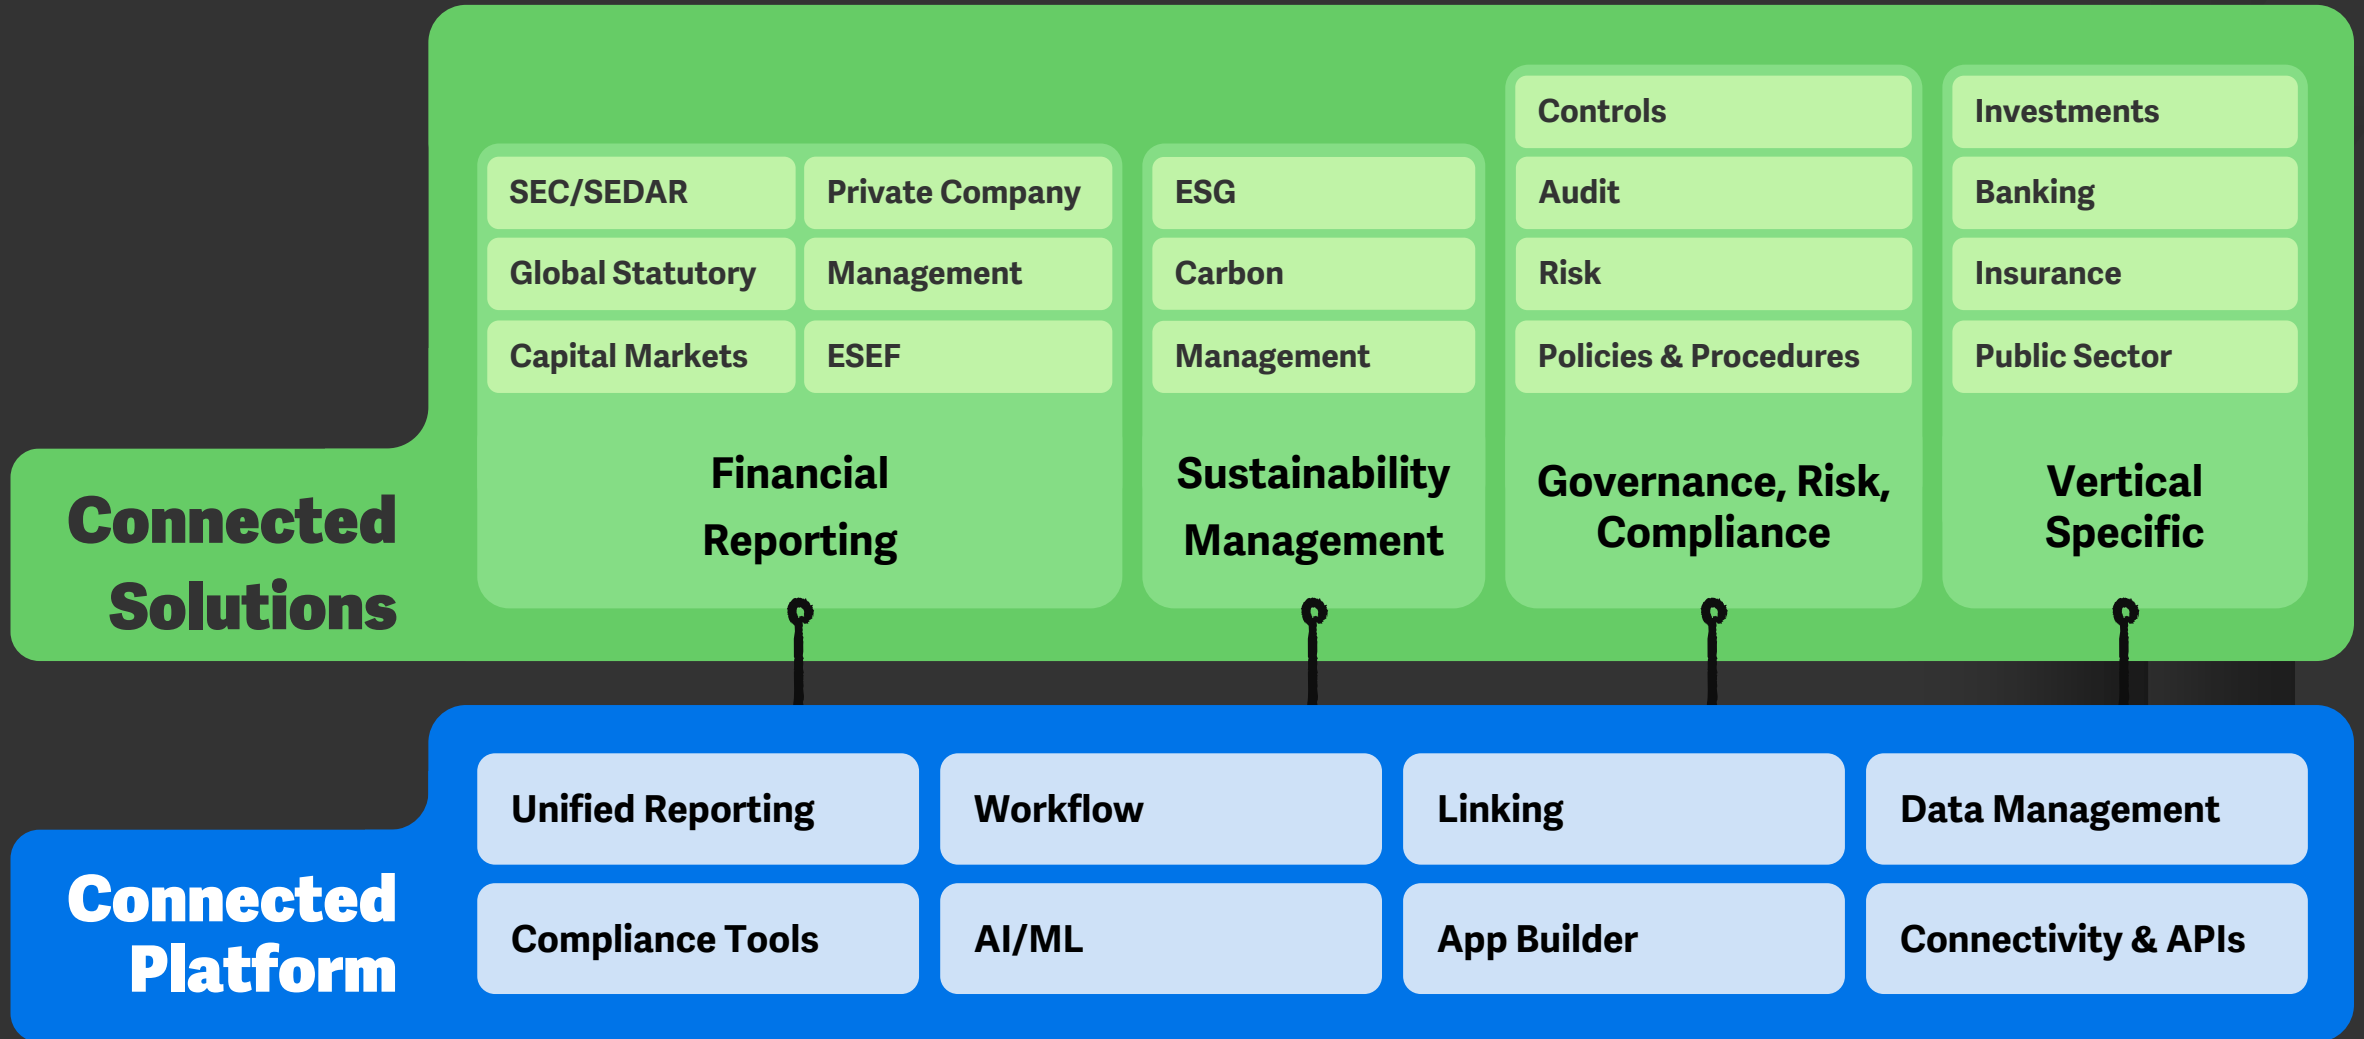 Connected
Solutions
SEC/SEDAR
Private Company
Global Statutory
Management
Capital Markets
ESEF
Financial
Reporting
ESG
Carbon
Management
Sustainability
Management
Controls
Audit
Risk
Policies & Procedures
Governance, Risk,
Compliance
Investments
Banking
Insurance
Public Sector
Vertical
Specific
Connected
Platform
Unified Reporting
Workflow
Linking
Data Management
Compliance Tools
AI/ML
App Builder
Connectivity & APIs